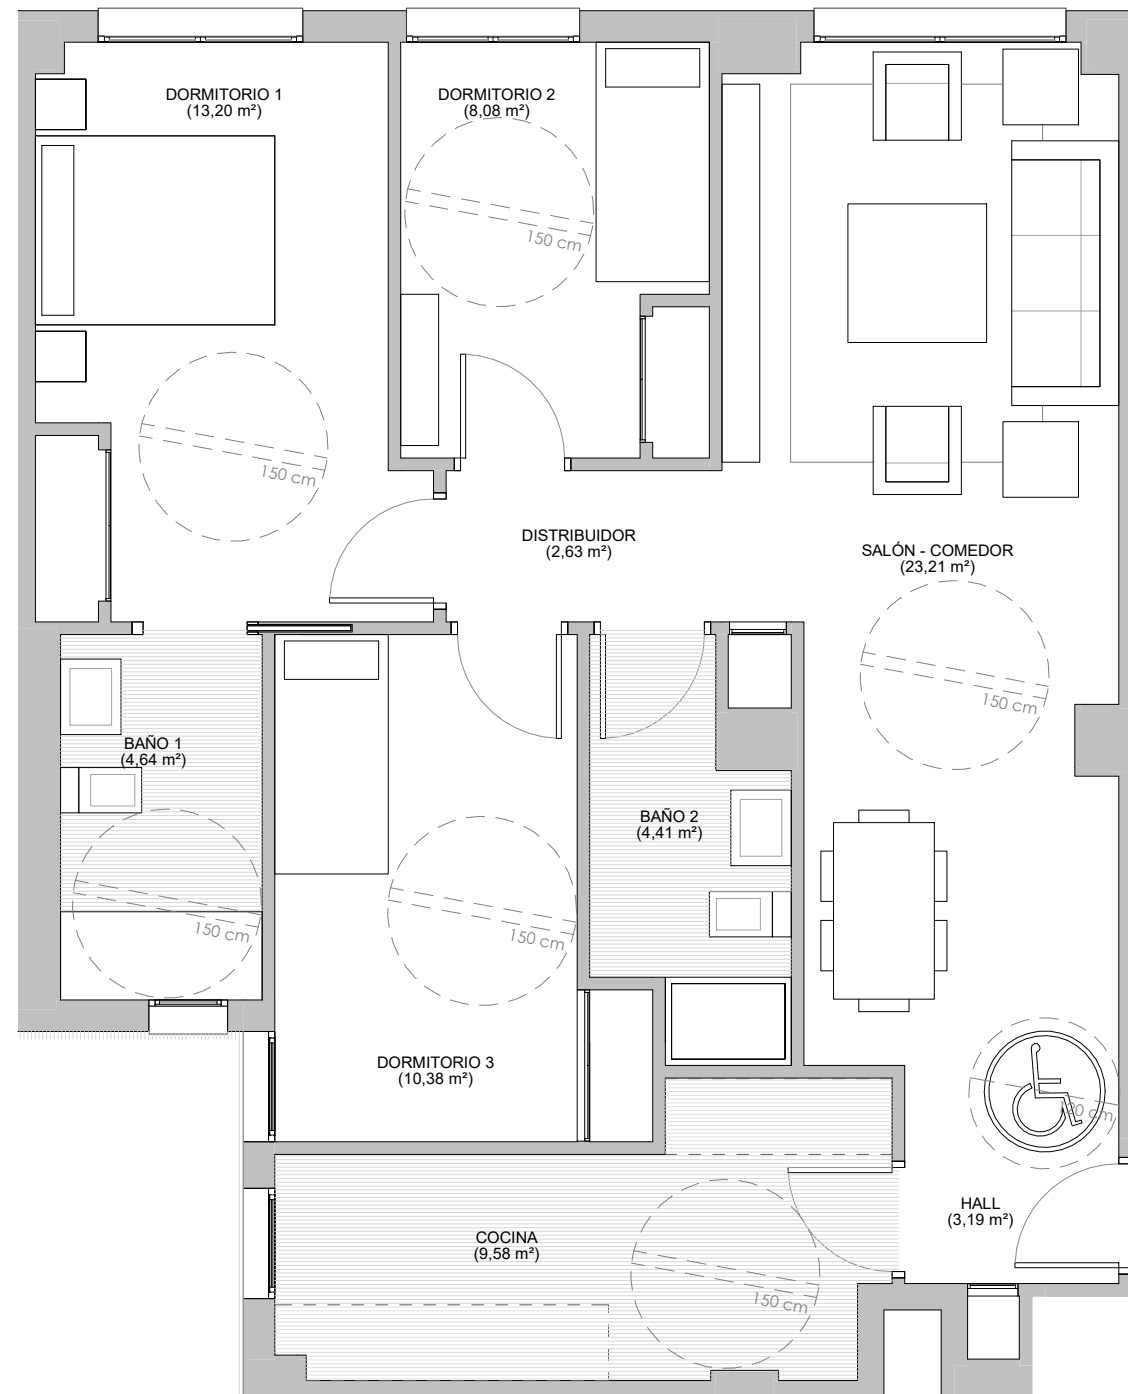 DORMITORIO 1
(13,20 m²)
DORMITORIO 2
(8,08 m²)
150 cm
150 cm
DISTRIBUIDOR
(2,63 m²)
SALÓN - COMEDOR
(23,21 m²)
150 cm
BAÑO 1
(4,64 m²)
BAÑO 2
(4,41 m²)
150 cm
150 cm
DORMITORIO 3
(10,38 m²)
120 cm
HALL
(3,19 m²)
COCINA
(9,58 m²)
150 cm